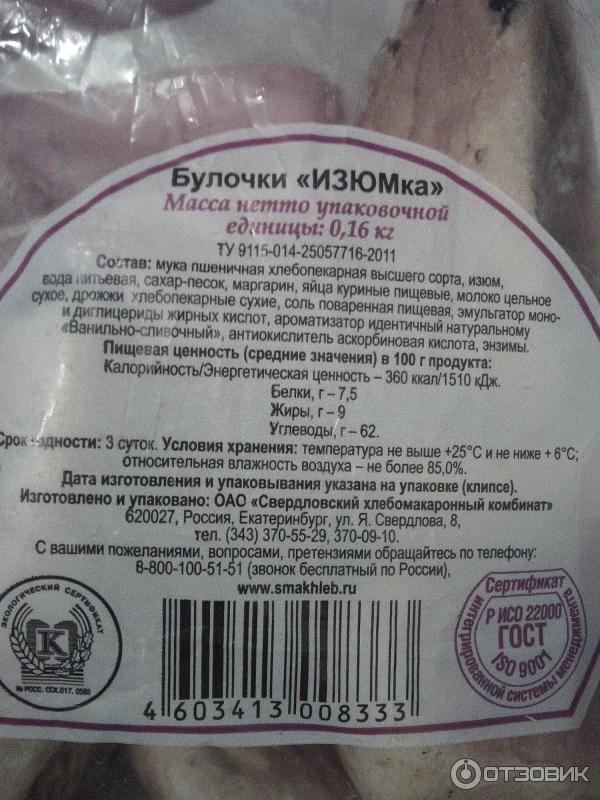 Булочки «ИЗЮМка»
Масса нетто упаковочной
единицы: 0,16 кг
ТУ 9115-014-25057716-2011
Состав: мука пшеничная хлебопекарная высшего сорта, изюм,
вода питьевая, сахар-песок, маргарин, яйца куриные пищевые, молоко цельное
сухое, дрожжи хлебопекарные сухие, соль поваренная пищевая, эмульгатор моно-
и диглицериды жирных кислот, ароматизатор идентичный натуральному
«Ванильно-сливочный», антиокислитель аскорбиновая кислота, энзимы.
Пищевая ценность (средние значения) в 100 г продукта:
Калорийность/Энергетическая ценность – 360 ккал/1510 кДж.
Белки, г – 7,5
Жиры, г – 9
Углеводы, г – 62.
Срок годности: 3 суток. Условия хранения: температура не выше +25°С и не ниже + 6°С;
относительная влажность воздуха – не более 85,0%.
Дата изготовления и упаковывания указана на упаковке (клипсе).
Изготовлено и упаковано: ОАО «Свердловский хлебомакаронный комбинат»
620027, Россия, Екатеринбург, ул. Я. Свердлова, 8,
тел. (343) 370-55-29, 370-09-10.
С вашими пожеланиями, вопросами, претензиями обращайтесь по телефону:
8-800-100-51-51 (звонок бесплатный по России),
www.smakhleb.ru
ЭКОЛОГИЧЕСКИЙ СЕРТИФИКАТ
К
№ РОСС. ССК.017. 0585
Сертификат
интегрированной системы менеджмента
Р ИСО 22000
ГОСТ
ISO 9001
4 603413 008333
ОТЗОВИК